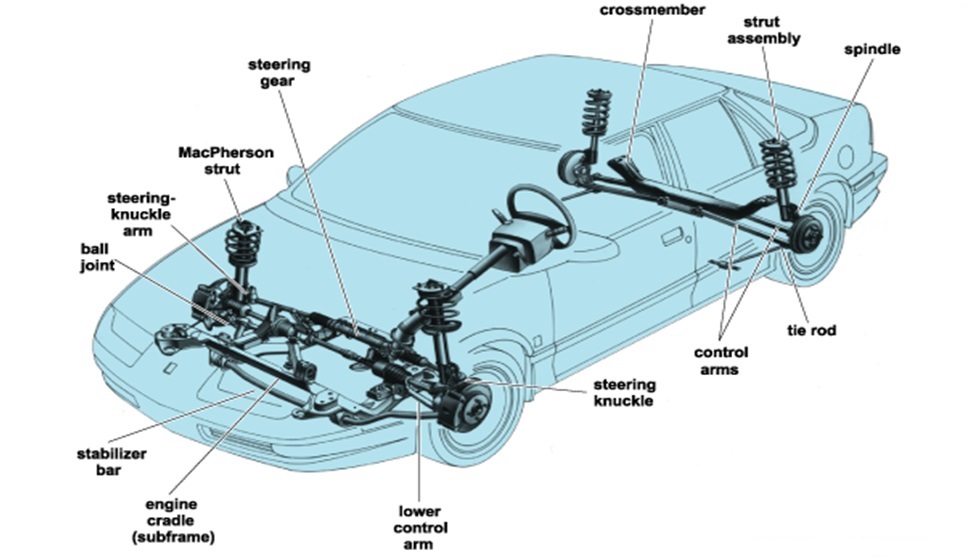 crossmember
strut
assembly
spindle
steering
gear
MacPherson
strut
steering-
knuckle
arm
ball
joint
tie rod
control
arms
steering
knuckle
stabilizer
bar
engine
cradle
(subframe)
lower
control
arm